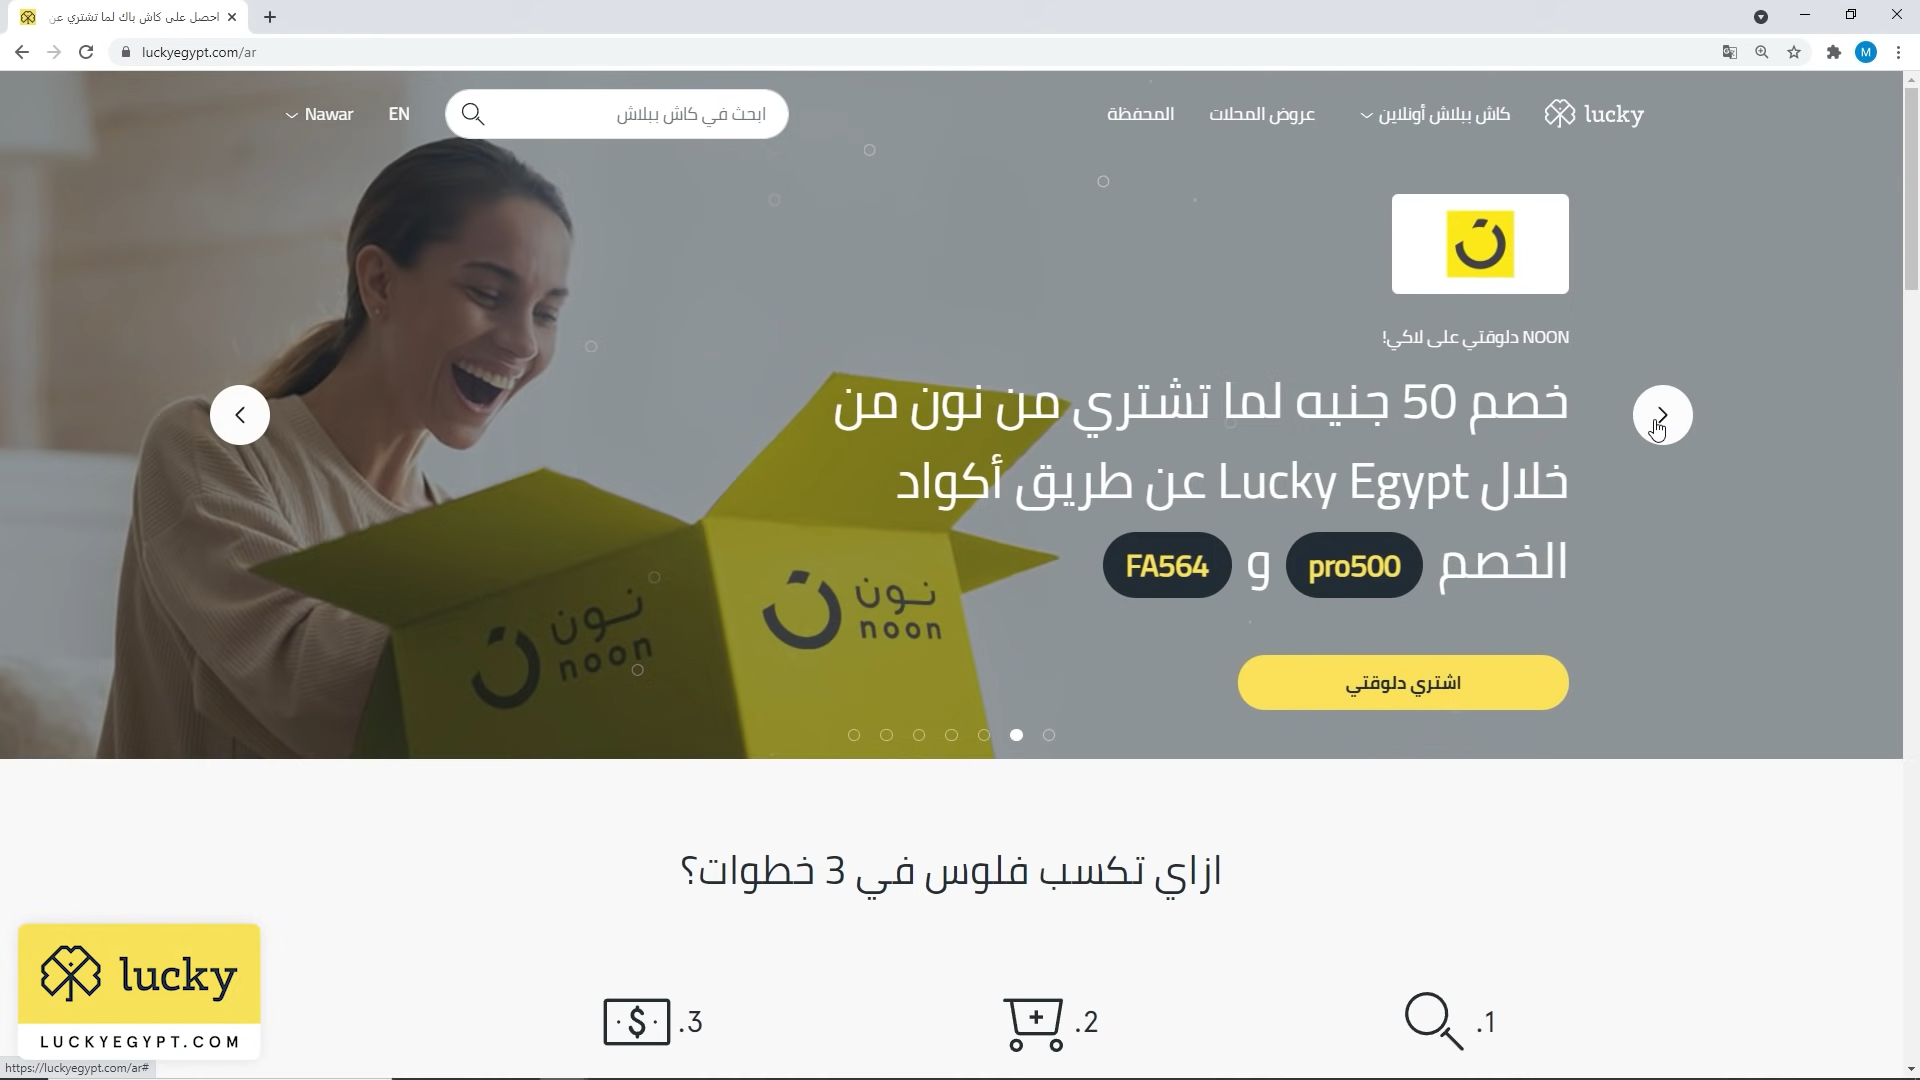 احصل على كاش باك لما تشتري عن
luckyegypt.com/ar
M
lucky
كاش ببلاش أونلاين
عروض المحلات
المحفظة
ابحث في كاش ببلاش
EN
Nawar
NOON دلوقتي على لاكي!
خصم 50 جنيه لما تشتري من نون من
خلال Lucky Egypt عن طريق أكواد
الخصم pro500 و FA564
نون
noon
نون
noon
اشتري دلوقتي
ازاي تكسب فلوس في 3 خطوات؟
1.
2.
3.
lucky
LUCKYEGYPT.COM
https://luckyegypt.com/ar#